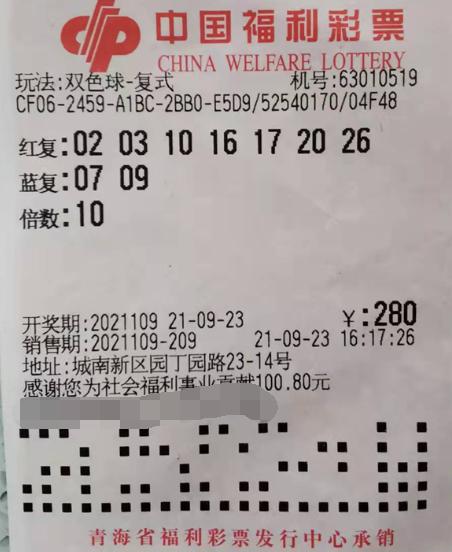 中国福利彩票
CHINA WELFARE LOTTERY
玩法:双色球-复式 机号:63010519
CF06-2459-A1BC-2BB0-E5D9/52540170/04F48
红复:02 03 10 16 17 20 26
蓝复:07 09
倍数:10
开奖期:2021109 21-09-23 ¥:280
销售期:2021109-209 21-09-23 16:17:26
地址:城南新区园丁园路23-14号
感谢您为社会福利事业贡献100.80元
青海省福利彩票发行中心承销